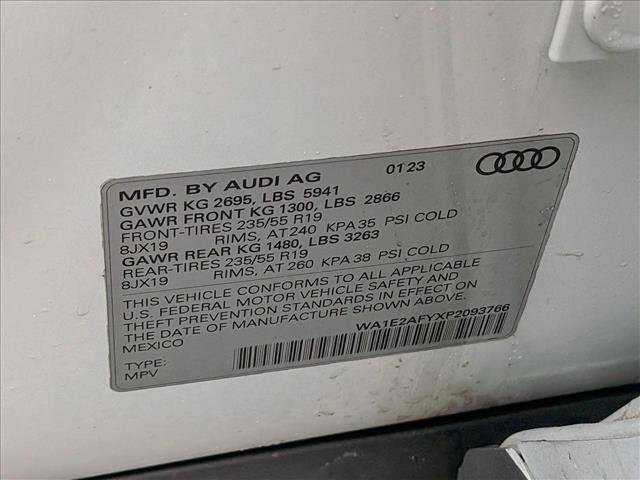 MFD. BY AUDI AG 01 23
GVWR KG 2695, LBS 5941
GAWR FRONT KG 1300, LBS 2866
FRONT-TIRES 235/55 R19
8JX19 RIMS, AT 240 KPA 35 PSI COLD
GAWR REAR KG 1480, LBS 3263
REAR-TIRES 235/55 R19
8JX19 RIMS, AT 260 KPA 38 PSI COLD
THIS VEHICLE CONFORMS TO ALL APPLICABLE
U.S. FEDERAL MOTOR VEHICLE SAFETY AND
THEFT PREVENTION STANDARDS IN EFFECT ON
THE DATE OF MANUFACTURE SHOWN ABOVE.
MEXICO WA1E2AFYXP2093766
TYPE:
MPV